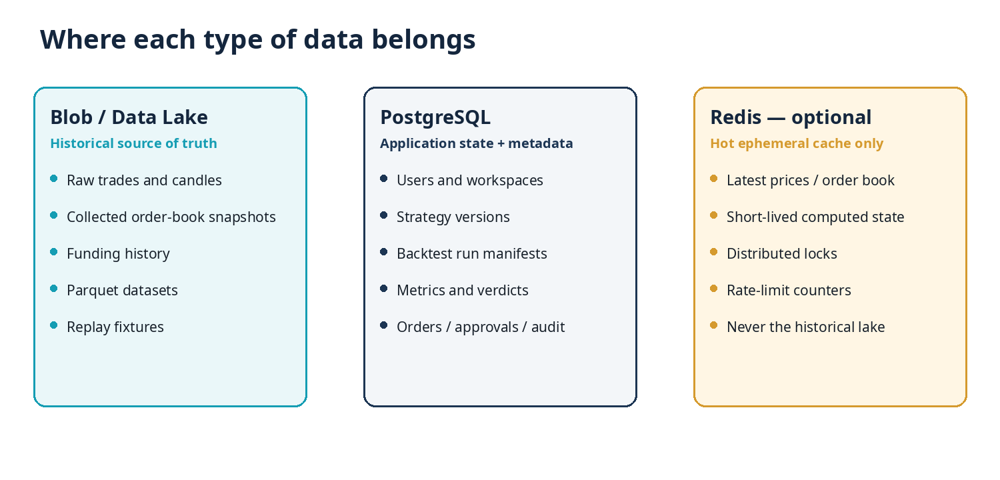 Where each type of data belongs
Blob / Data Lake
Historical source of truth
Raw trades and candles
Collected order-book snapshots
Funding history
Parquet datasets
Replay fixtures
PostgreSQL
Application state + metadata
Users and workspaces
Strategy versions
Backtest run manifests
Metrics and verdicts
Orders / approvals / audit
Redis — optional
Hot ephemeral cache only
Latest prices / order book
Short-lived computed state
Distributed locks
Rate-limit counters
Never the historical lake